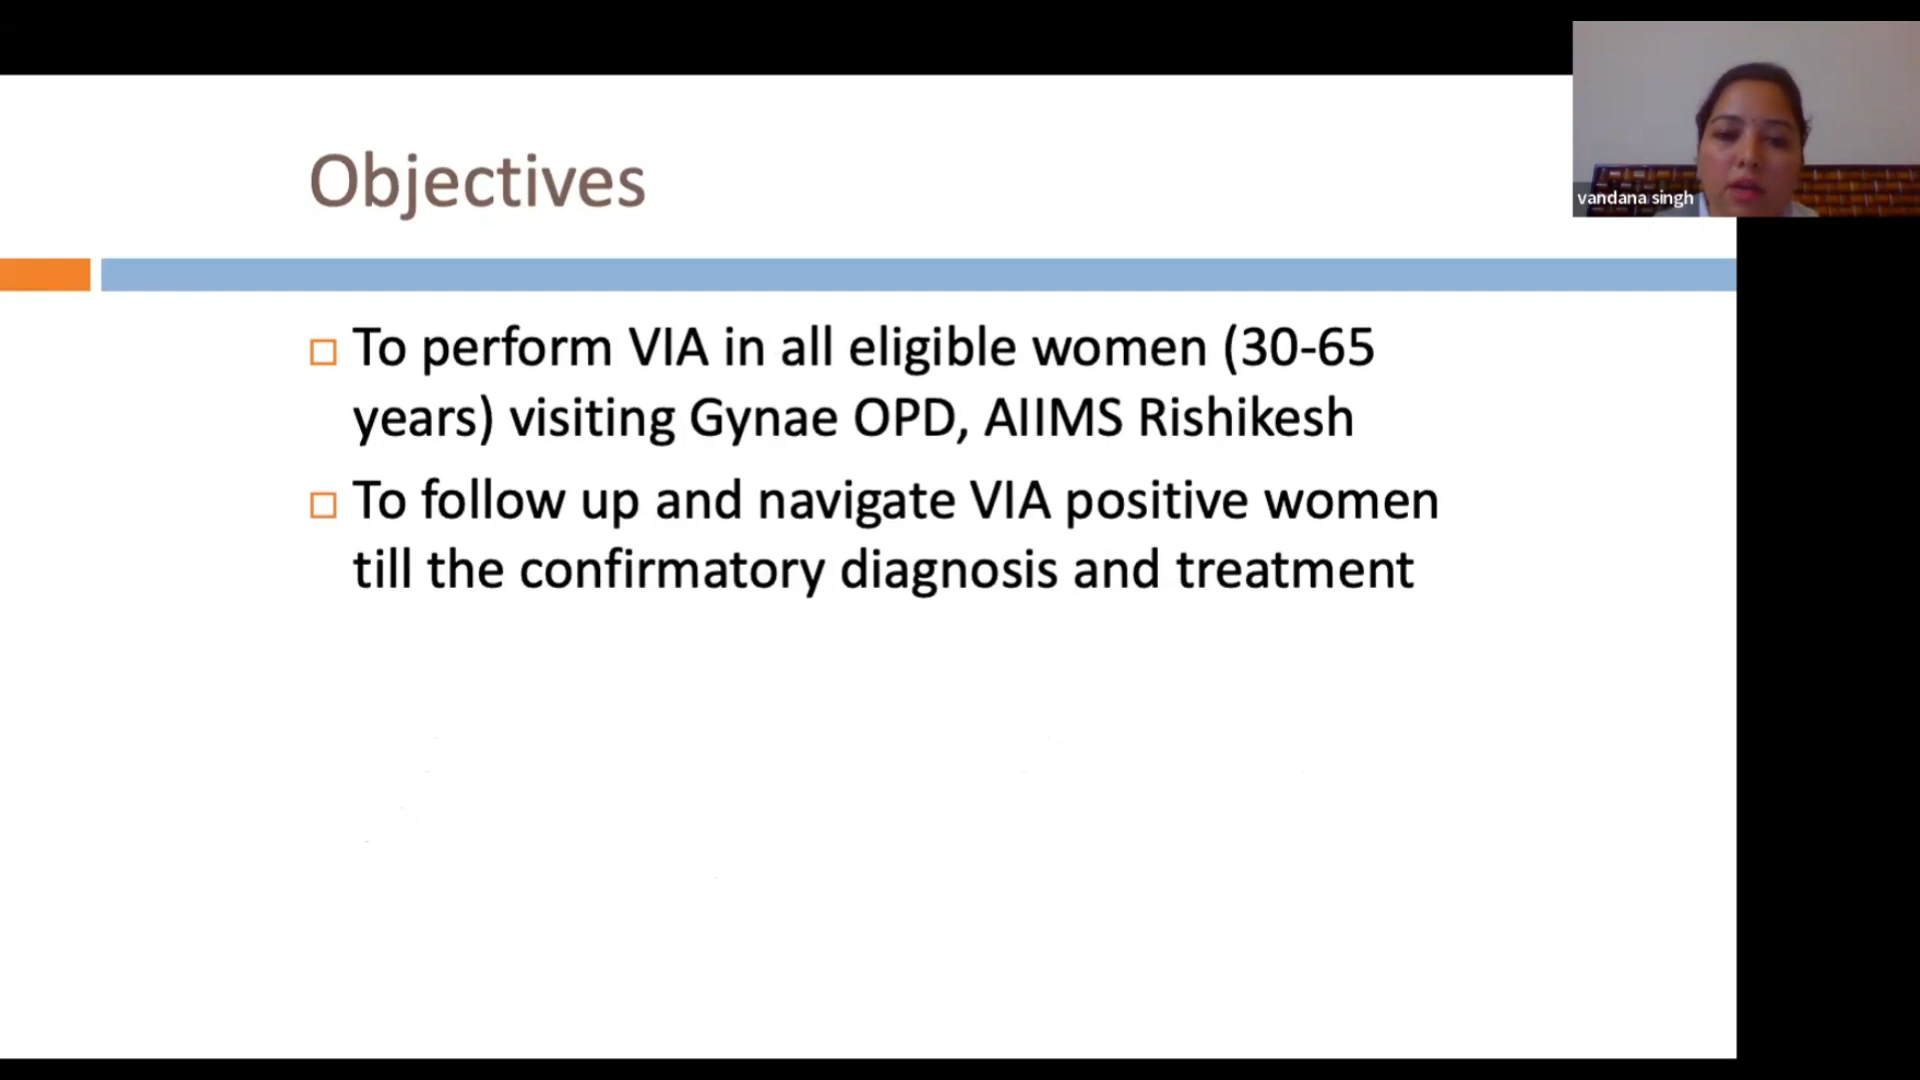 Objectives
vandana singh
To perform VIA in all eligible women (30-65
years) visiting Gynae OPD, AIIMS Rishikesh
To follow up and navigate VIA positive women
till the confirmatory diagnosis and treatment